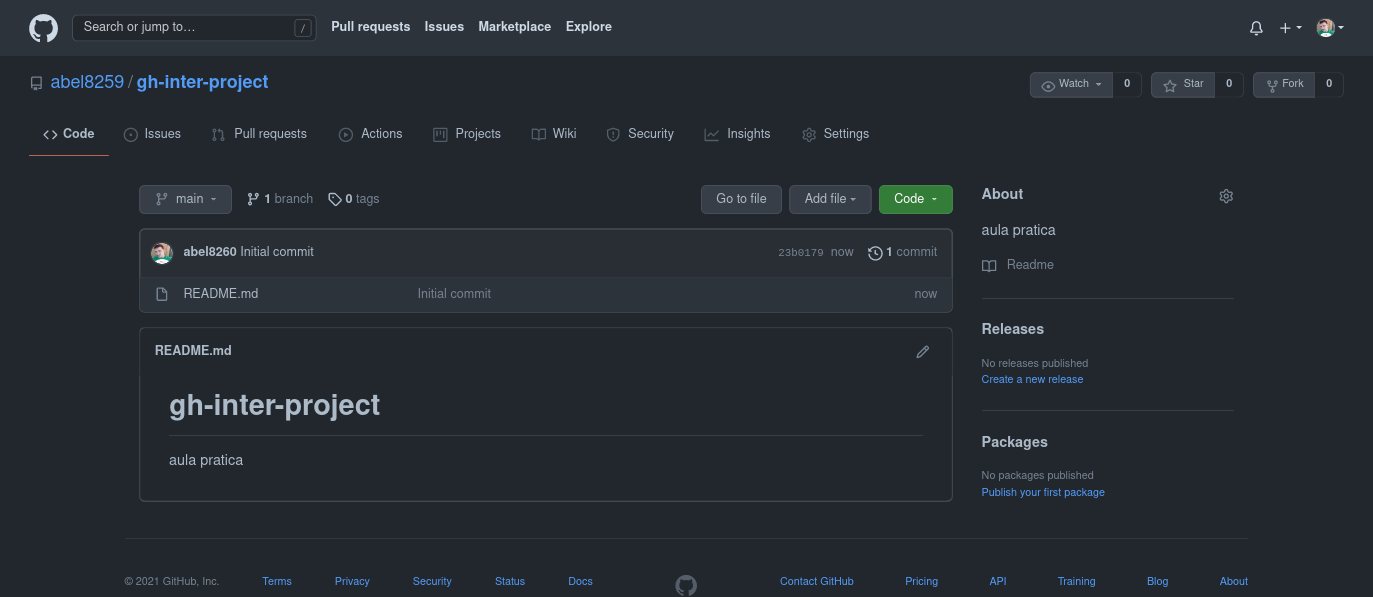 Search or jump to… / Pull requests Issues Marketplace Explore
abel8259 / gh-inter-project Watch 0 Star 0 Fork 0
Code Issues Pull requests Actions Projects Wiki Security Insights Settings
main 1 branch 0 tags Go to file Add file Code
abel8260 Initial commit 23b0179 now 1 commit
README.md Initial commit now
README.md
gh-inter-project
aula pratica
About
aula pratica
Readme
Releases
No releases published
Create a new release
Packages
No packages published
Publish your first package
© 2021 GitHub, Inc. Terms Privacy Security Status Docs Contact GitHub Pricing API Training Blog About